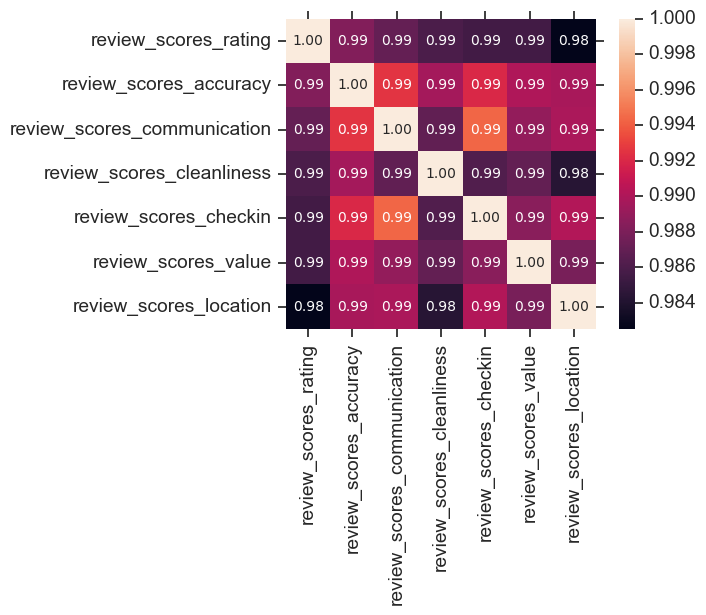 review_scores_rating 1.00 0.99 0.99 0.99 0.99 0.99 0.98
review_scores_accuracy 0.99 1.00 0.99 0.99 0.99 0.99 0.99
review_scores_communication 0.99 0.99 1.00 0.99 0.99 0.99 0.99
review_scores_cleanliness 0.99 0.99 0.99 1.00 0.99 0.99 0.98
review_scores_checkin 0.99 0.99 0.99 0.99 1.00 0.99 0.99
review_scores_value 0.99 0.99 0.99 0.99 0.99 1.00 0.99
review_scores_location 0.98 0.99 0.99 0.98 0.99 0.99 1.00
review_scores_rating
review_scores_accuracy
review_scores_communication
review_scores_cleanliness
review_scores_checkin
review_scores_value
review_scores_location
1.000
0.998
0.996
0.994
0.992
0.990
0.988
0.986
0.984